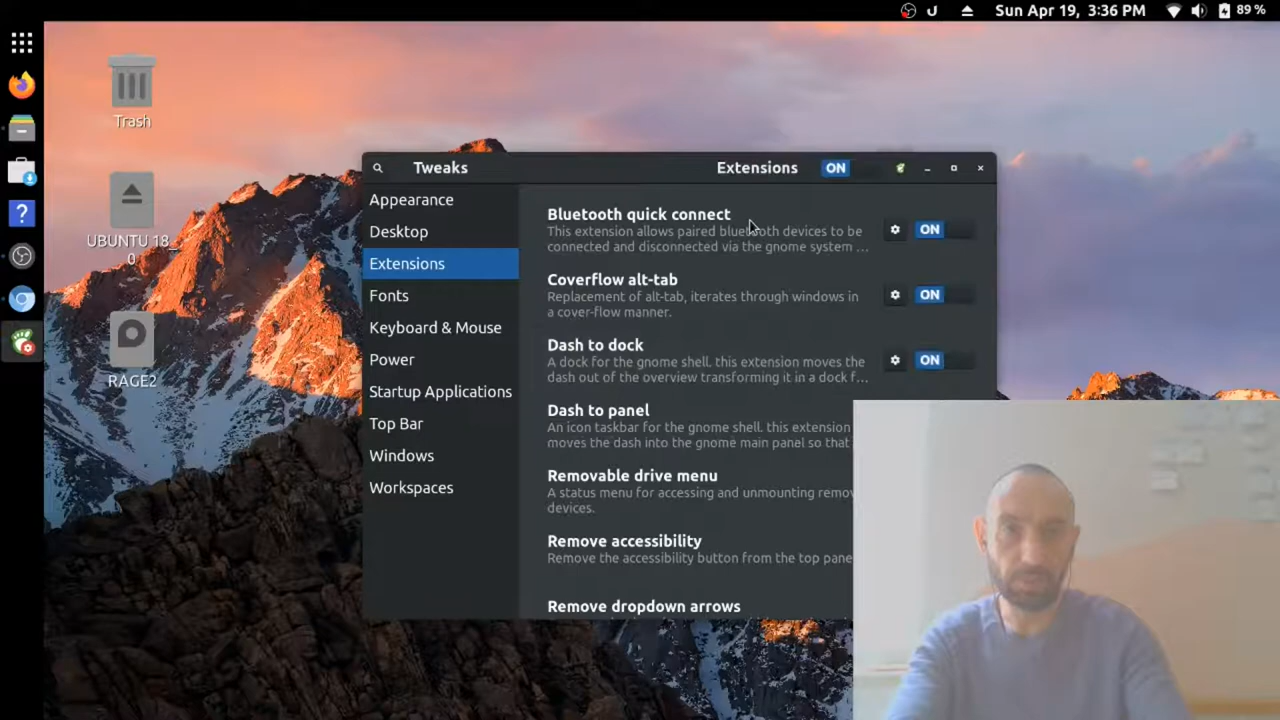 Sun Apr 19, 3:36 PM
89 %
Trash
UBUNTU 18_
0
RAGE2
Tweaks
Extensions
ON
Appearance
Desktop
Extensions
Fonts
Keyboard & Mouse
Power
Startup Applications
Top Bar
Windows
Workspaces
Bluetooth quick connect
This extension allows paired bluetooth devices to be
connected and disconnected via the gnome system ...
ON
Coverflow alt-tab
Replacement of alt-tab, iterates through windows in
a cover-flow manner.
ON
Dash to dock
A dock for the gnome shell. this extension moves the
dash out of the overview transforming it in a dock f...
ON
Dash to panel
An icon taskbar for the gnome shell. this extension
moves the dash into the gnome main panel so that
Removable drive menu
A status menu for accessing and unmounting remov
devices.
Remove accessibility
Remove the accessibility button from the top pane
Remove dropdown arrows